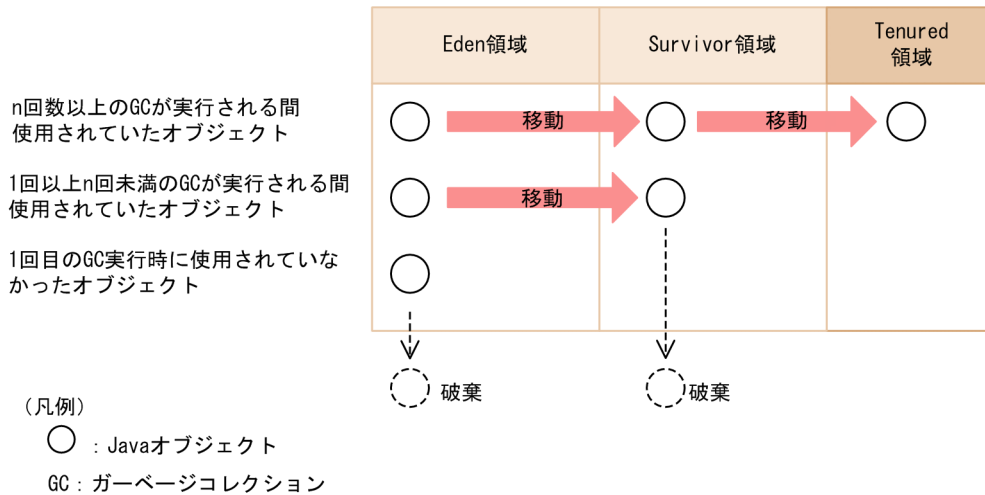 Eden領域
Survivor領域
Tenured
領域
n回数以上のGCが実行される間
使用されていたオブジェクト
移動
移動
1回以上n回未満のGCが実行される間
使用されていたオブジェクト
移動
1回目のGC実行時に使用されていな
かったオブジェクト
破棄
破棄
（凡例）
：Javaオブジェクト
GC：ガーベージコレクション